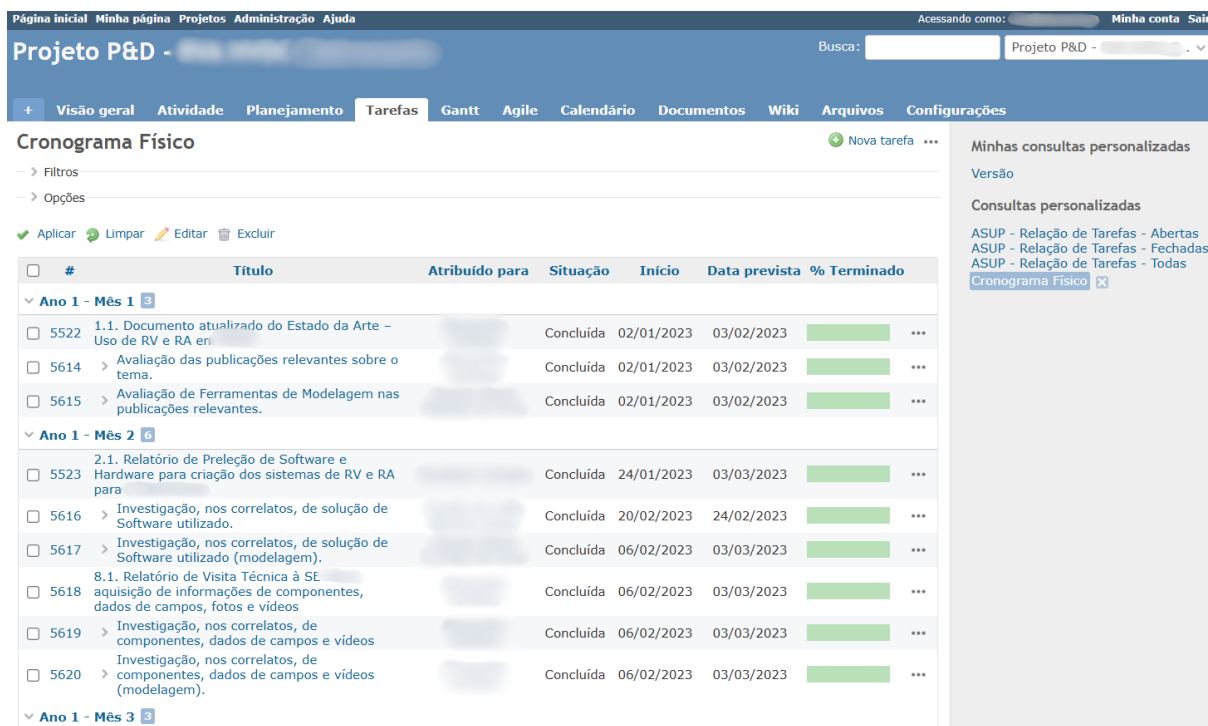 Página inicial Minha página Projetos Administração Ajuda
Acessando como: Minha conta Sair
Projeto P&D -
Busca:
Projeto P&D - ...
+ Visão geral Atividade Planejamento Tarefas Gantt Agile Calendário Documentos Wiki Arquivos Configurações
Cronograma Físico
Nova tarefa •••
Filtros
Opções
Aplicar Limpar Editar Excluir
# Título Atribuído para Situação Início Data prevista % Terminado
Ano 1 - Mês 1 3
5522 1.1. Documento atualizado do Estado da Arte –
Uso de RV e RA en
Concluída 02/01/2023 03/02/2023 •••
5614 Avaliação das publicações relevantes sobre o
tema.
Concluída 02/01/2023 03/02/2023 •••
5615 Avaliação de Ferramentas de Modelagem nas
publicações relevantes.
Concluída 02/01/2023 03/02/2023 •••
Ano 1 - Mês 2 6
5523 2.1. Relatório de Preleção de Software e
Hardware para criação dos sistemas de RV e RA
para
Concluída 24/01/2023 03/03/2023 •••
5616 Investigação, nos correlatos, de solução de
Software utilizado.
Concluída 20/02/2023 24/02/2023 •••
5617 Investigação, nos correlatos, de solução de
Software utilizado (modelagem).
Concluída 06/02/2023 03/03/2023 •••
5618 8.1. Relatório de Visita Técnica à SE
aquisição de informações de componentes,
dados de campos, fotos e vídeos
Concluída 06/02/2023 03/03/2023 •••
5619 Investigação, nos correlatos, de
componentes, dados de campos e vídeos
Concluída 06/02/2023 03/03/2023 •••
5620 Investigação, nos correlatos, de
componentes, dados de campos e vídeos
(modelagem).
Concluída 06/02/2023 03/03/2023 •••
Ano 1 - Mês 3 3
Minhas consultas personalizadas
Versão
Consultas personalizadas
ASUP - Relação de Tarefas - Abertas
ASUP - Relação de Tarefas - Fechadas
ASUP - Relação de Tarefas - Todas
Cronograma Físico